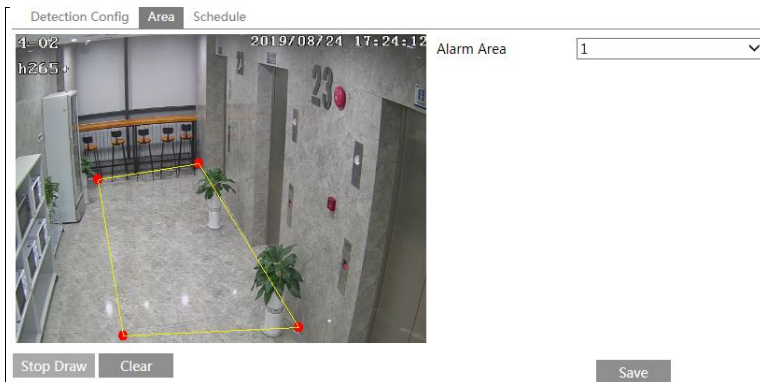 Detection Config Area Schedule
4-02 2019/08/24 17:24:12
h265+
23
23
Alarm Area 1
Stop Draw Clear
Save